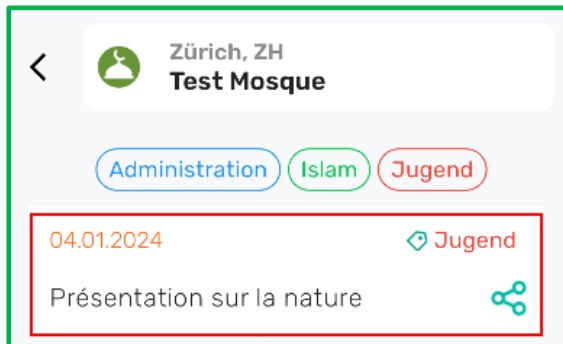 Zürich, ZH
Test Mosque
Administration Islam Jugend
04.01.2024 Jugend
Présentation sur la nature